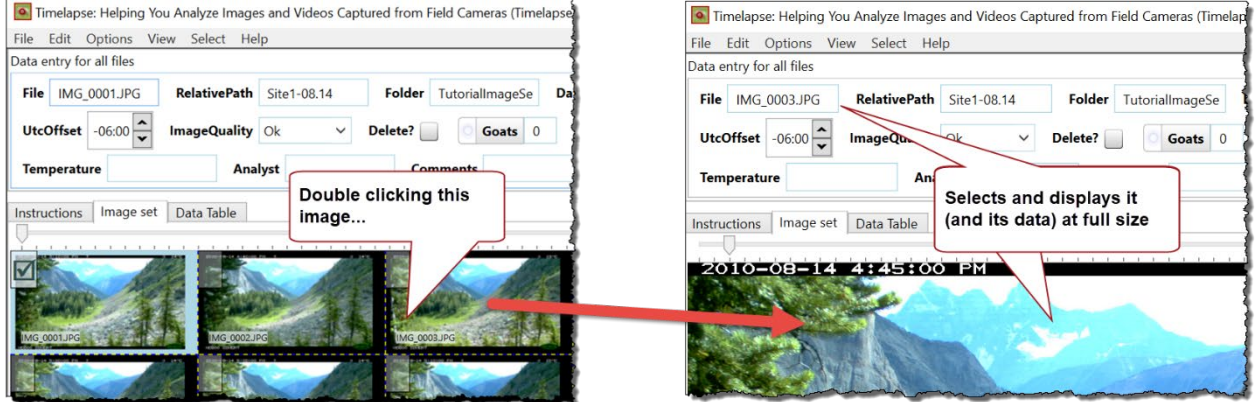 Timelapse: Helping You Analyze Images and Videos Captured from Field Cameras (Timelapse
File Edit Options View Select Help
Data entry for all files
File IMG_0001.JPG RelativePath Site1-08.14 Folder TutorialImageSe Da
UtcOffset -06:00 ImageQuality Ok Delete? Goats 0
Temperature Analyst Comments
Double clicking this
image...
Instructions Image set Data Table
IMG_0001.JPG IMG_0002.JPG IMG_0003.JPG
Timelapse: Helping You Analyze Images and Videos Captured from Field Cameras (Timelap
File Edit Options View Select Help
Data entry for all files
File IMG_0003.JPG RelativePath Site1-08.14 Folder TutorialImageSe
UtcOffset -06:00 ImageQu Ok Delete? Goats 0
Temperature Ana
Selects and displays it
(and its data) at full size
Instructions Image set Data Table
2010-08-14 4:45:00 PM